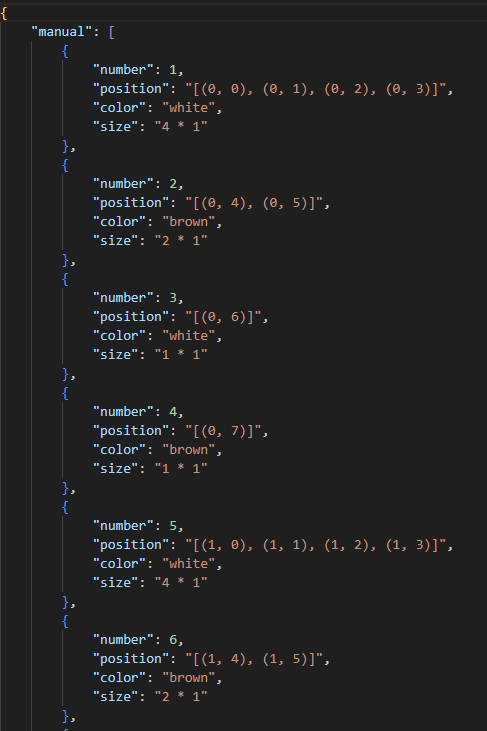 {
"manual": [
{
"number": 1,
"position": "[(0, 0), (0, 1), (0, 2), (0, 3)]",
"color": "white",
"size": "4 * 1"
},
{
"number": 2,
"position": "[(0, 4), (0, 5)]",
"color": "brown",
"size": "2 * 1"
},
{
"number": 3,
"position": "[(0, 6)]",
"color": "white",
"size": "1 * 1"
},
{
"number": 4,
"position": "[(0, 7)]",
"color": "brown",
"size": "1 * 1"
},
{
"number": 5,
"position": "[(1, 0), (1, 1), (1, 2), (1, 3)]",
"color": "white",
"size": "4 * 1"
},
{
"number": 6,
"position": "[(1, 4), (1, 5)]",
"color": "brown",
"size": "2 * 1"
},
{